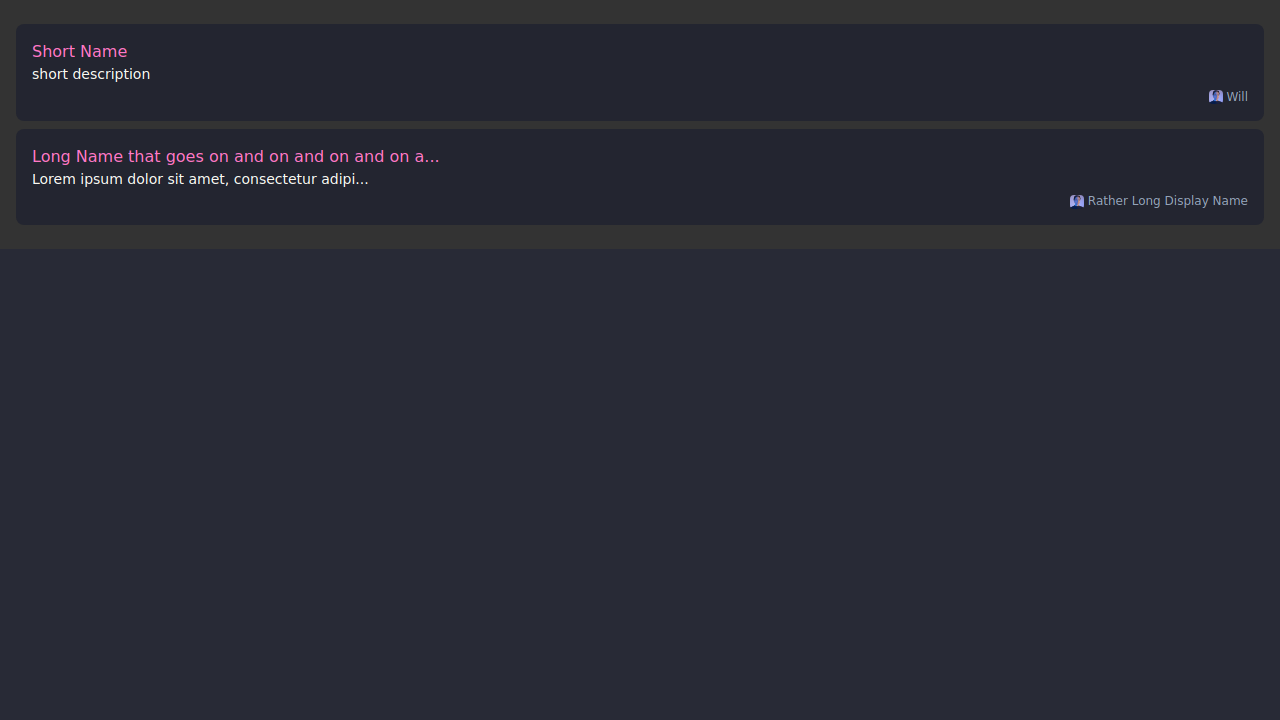 Short Name
short description
Will
Long Name that goes on and on and on and on a...
Lorem ipsum dolor sit amet, consectetur adipi...
Rather Long Display Name